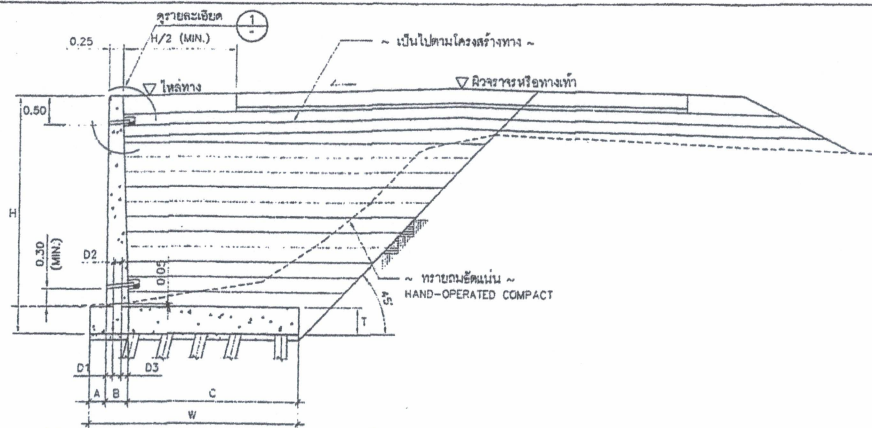 ดูรายละเอียด
1
-
0.25
H/2 (MIN.)
~ เป็นไปตามโครงสร้างทาง ~
ไหล่ทาง
ผิวจราจรหรือทางเท้า
0.50
H
D2
0.30
(MIN.)
0.05
~ ทรายถมอัดแน่น ~
HAND-OPERATED COMPACT
45°
T
D1
D3
A
B
C
W